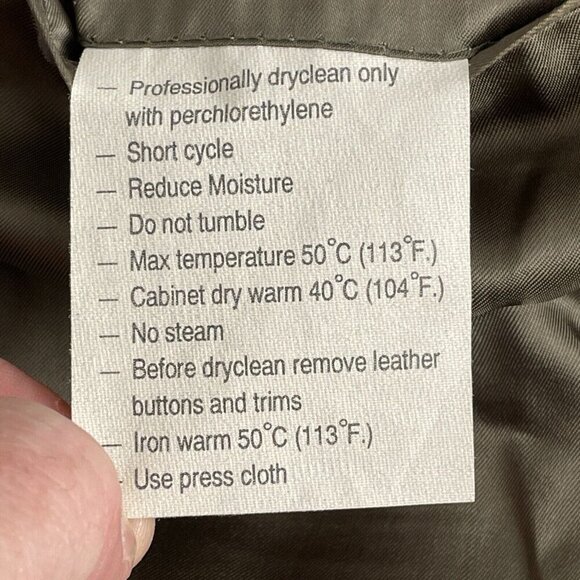 — Professionally dryclean only
with perchlorethylene
— Short cycle
— Reduce Moisture
— Do not tumble
— Max temperature 50°C (113°F.)
— Cabinet dry warm 40°C (104°F.)
— No steam
— Before dryclean remove leather
buttons and trims
— Iron warm 50°C (113°F.)
- Use press cloth